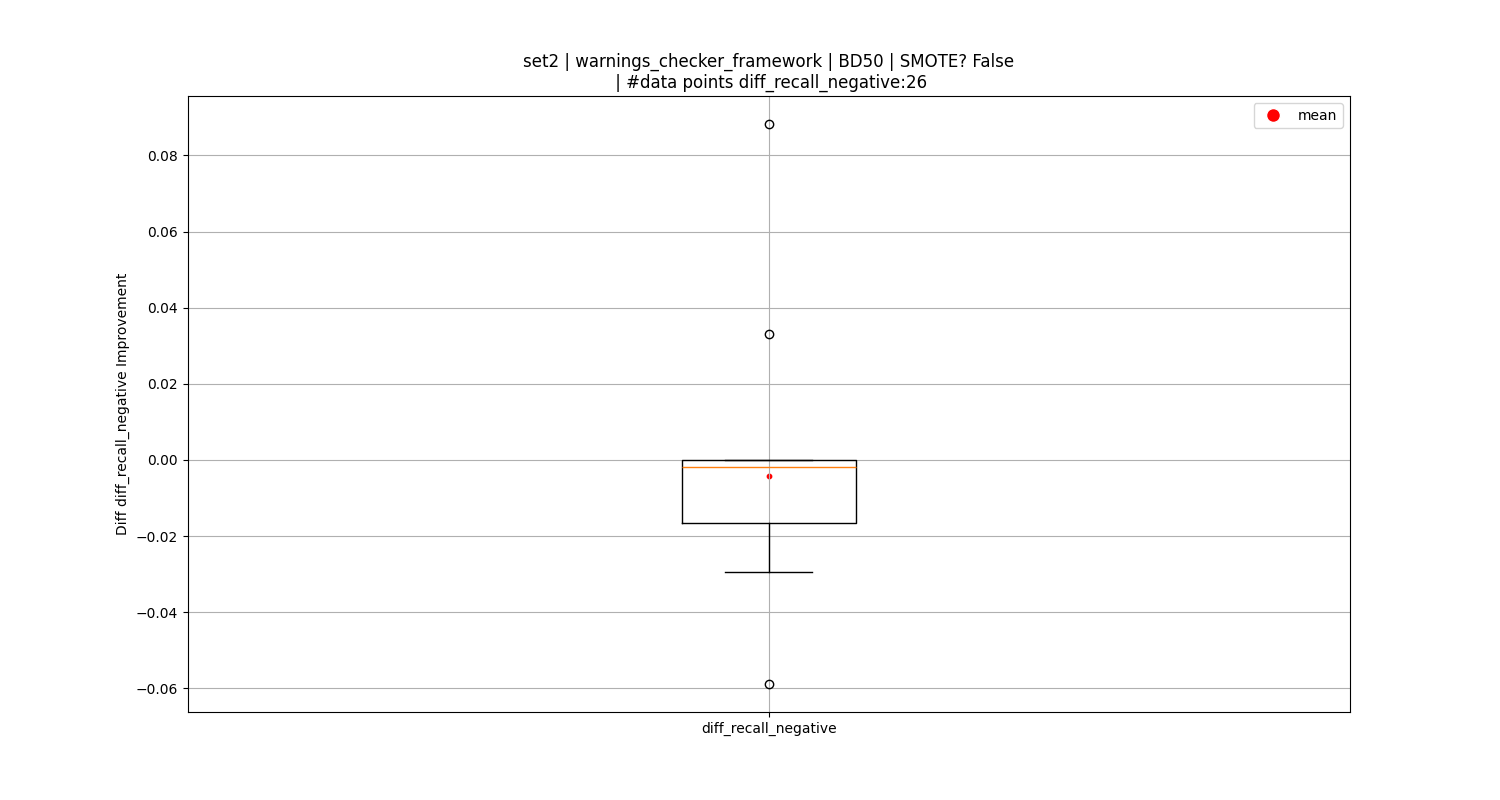 set2 | warnings_checker_framework | BD50 | SMOTE? False
| #data points diff_recall_negative:26
mean
0.08
0.06
0.04
0.02
0.00
−0.02
−0.04
−0.06
Diff diff_recall_negative Improvement
diff_recall_negative